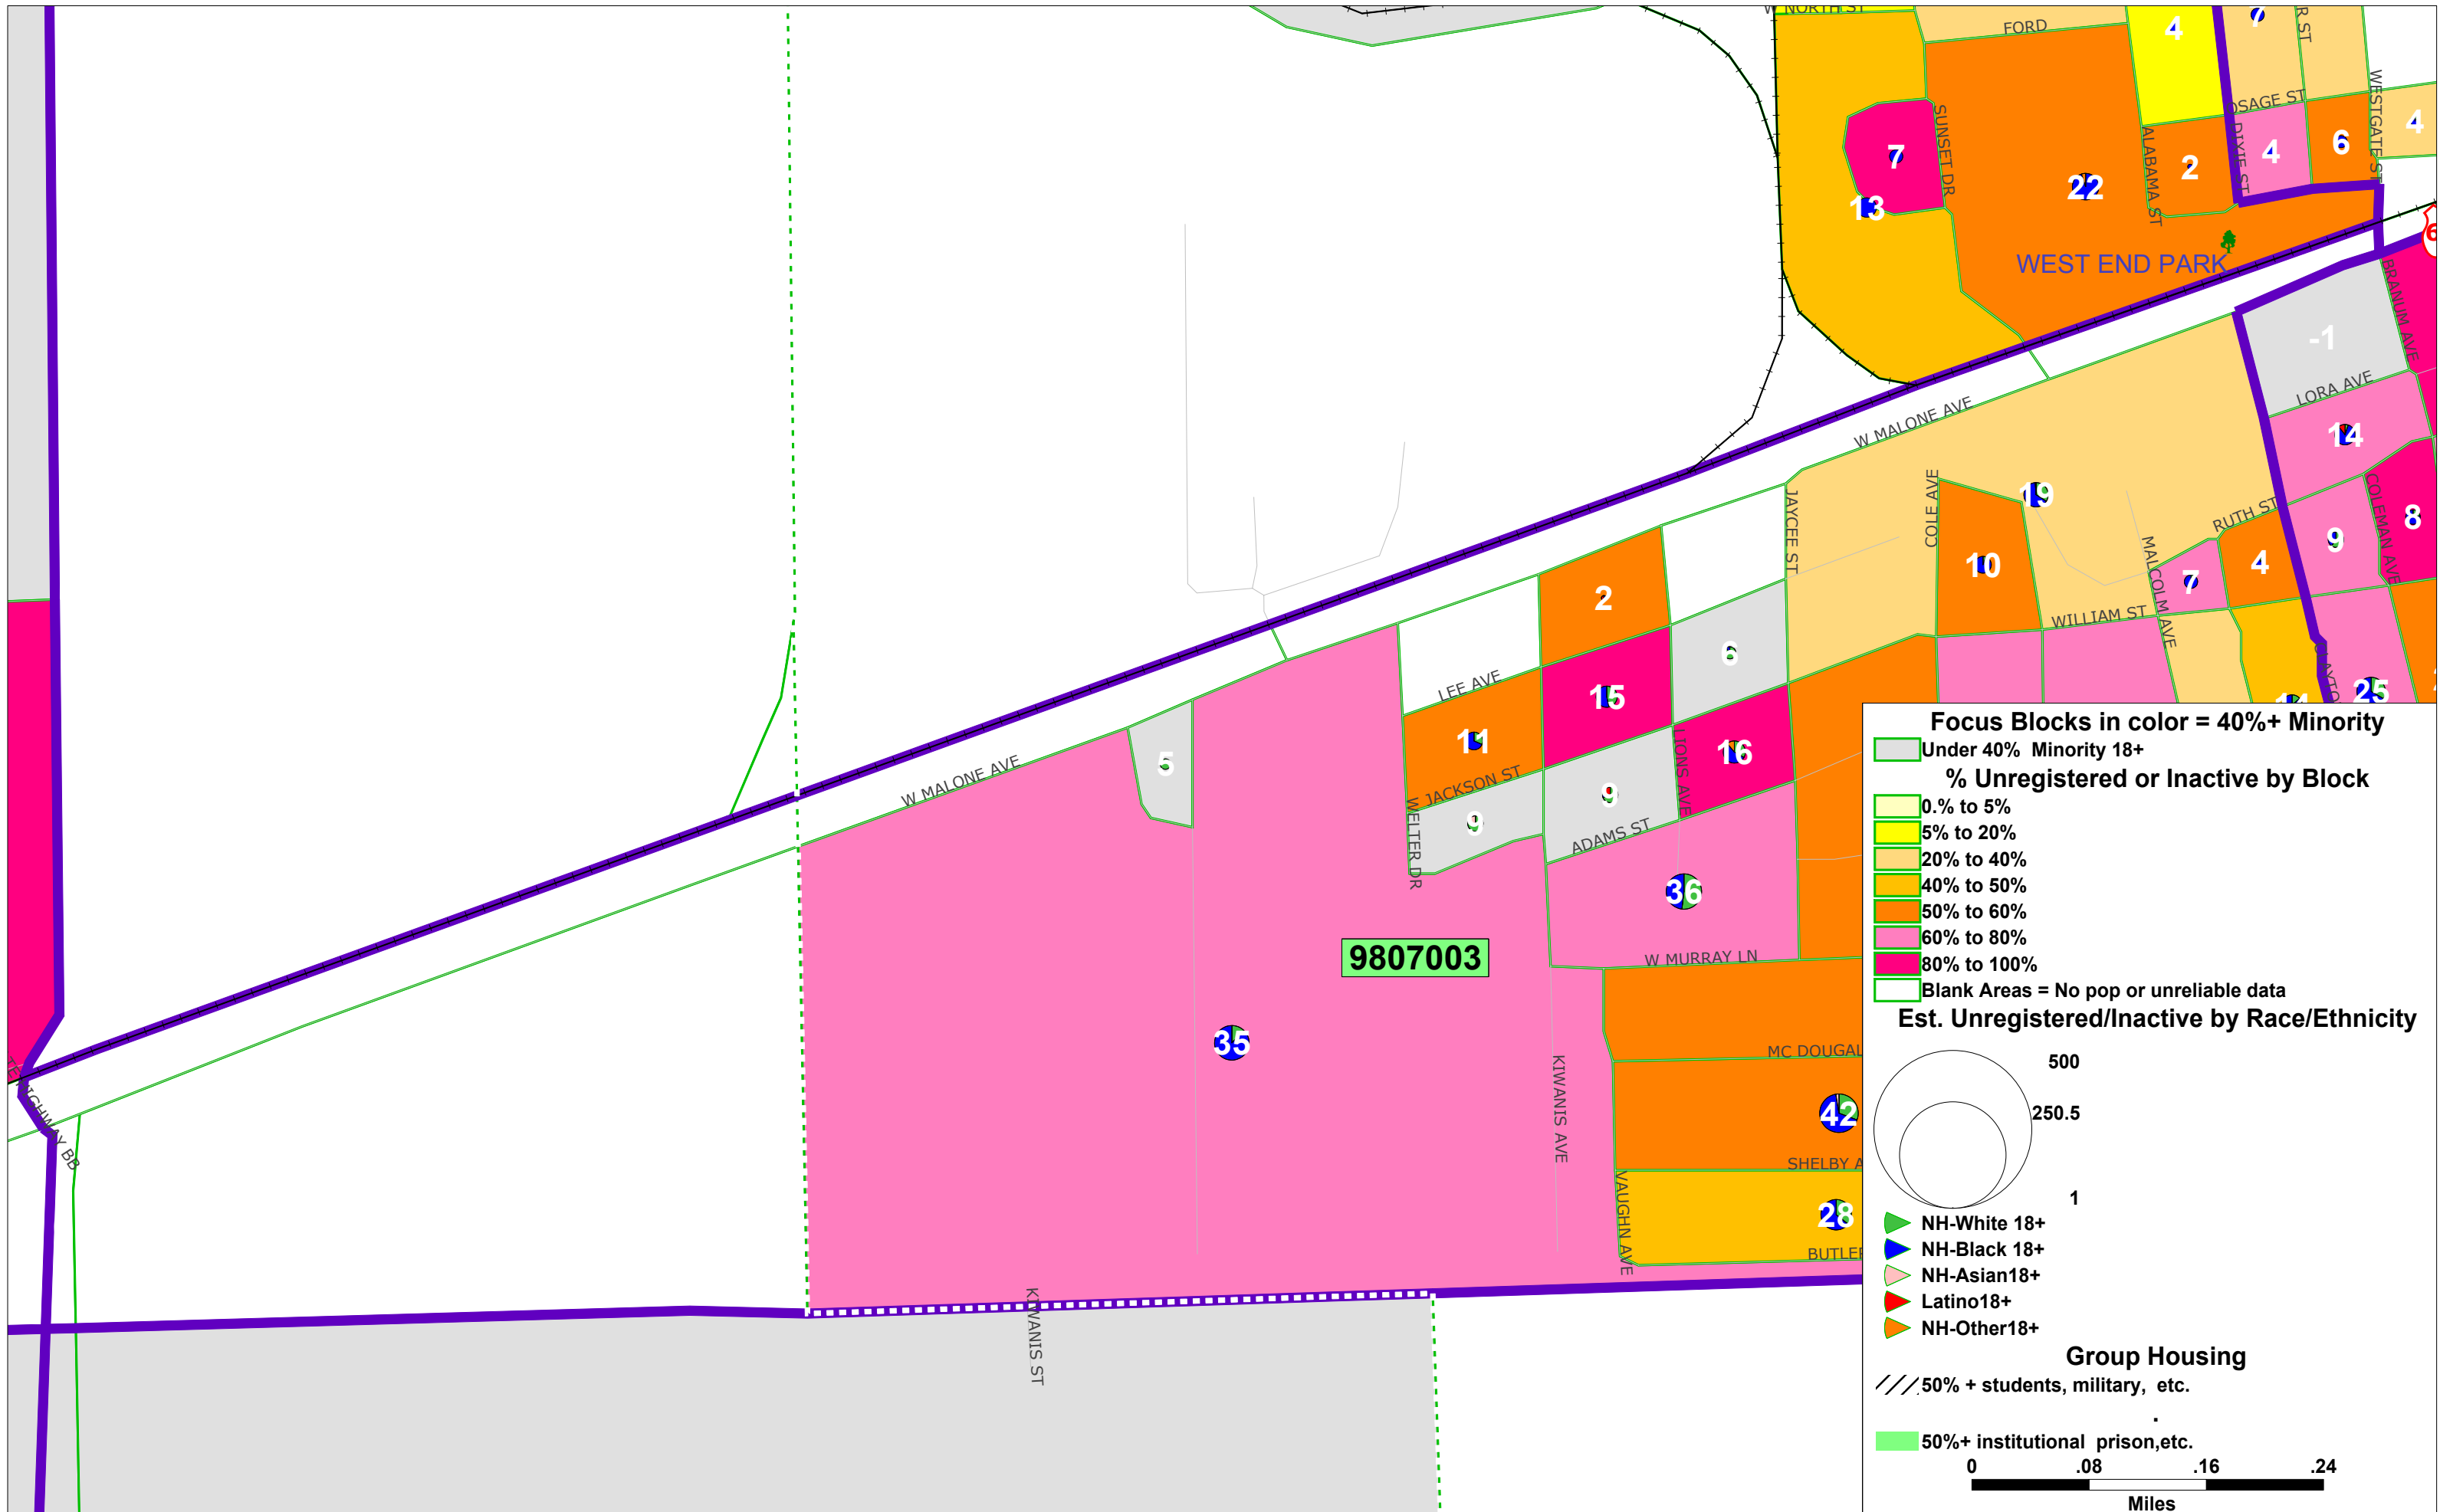 W NORTH ST
FORD
4
7
R ST
OSAGE ST
WESTGATE ST
4
SUNSET DR
7
13
22
ALABAMA ST
2
DIXIE ST
4
6
WEST END PARK
6
BRANUM AVE
-1
LORA AVE
14
W MALONE AVE
COLE AVE
19
JAYCEE ST
10
MALCOLM AVE
RUTH ST
COLEMAN AVE
9
8
7
4
WILLIAM ST
2
6
LEE AVE
15
11
LIONS AVE
16
5
W MALONE AVE
W JACKSON ST
9
9
WELTER DR
ADAMS ST
36
25
9807003
W MURRAY LN
35
KIWANIS AVE
MC DOUGAL
42
SHELBY A
VAUGHN AVE
28
BUTLER
KIWANIS ST
HIGHWAY BB
Focus Blocks in color = 40%+ Minority
Under 40% Minority 18+
% Unregistered or Inactive by Block
0.% to 5%
5% to 20%
20% to 40%
40% to 50%
50% to 60%
60% to 80%
80% to 100%
Blank Areas = No pop or unreliable data
Est. Unregistered/Inactive by Race/Ethnicity
500
250.5
1
NH-White 18+
NH-Black 18+
NH-Asian18+
Latino18+
NH-Other18+
Group Housing
50% + students, military, etc.
.
50%+ institutional prison,etc.
0 .08 .16 .24
Miles